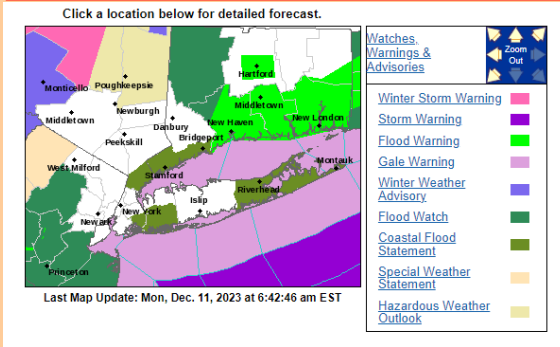 Click a location below for detailed forecast.
Watches,
Warnings &
Advisories
Zoom
Out
Hartford
Monticello
Poughkeepsie
Middletown
Newburgh
Middletown
Danbury
New Haven
New London
Peekskill
Bridgeport
West Milford
Stamford
Montauk
Riverhead
Islip
Newark
New York
Princeton
Winter Storm Warning
Storm Warning
Flood Warning
Gale Warning
Winter Weather
Advisory
Flood Watch
Coastal Flood
Statement
Special Weather
Statement
Hazardous Weather
Outlook
Last Map Update: Mon, Dec. 11, 2023 at 6:42:46 am EST